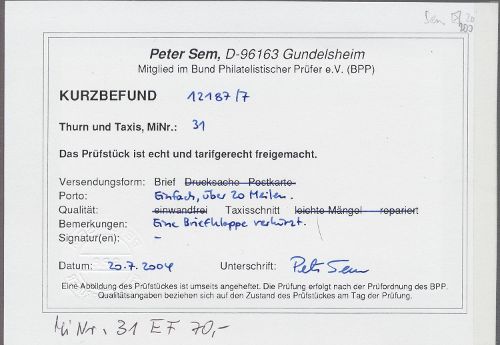 Sem
Peter Sem, D-96163 Gundelsheim
Mitglied im Bund Philatelistischer Prüfer e.V. (BPP)
KURZBEFUND 12187/7
Thurn und Taxis, MiNr.: 31
Das Prüfstück ist echt und tarifgerecht freigemacht.
Versendungsform: Brief Drucksache Postkarte
Porto: Einfach, über 20 Meilen.
Qualität: einwandfrei Taxisschnitt leichte Mängel repariert
Bemerkungen: Eine Briefklappe verkürzt.
Signatur(en): –
Datum: 20.7.2004 Unterschrift: Peter Sem
Eine Abbildung des Prüfstückes ist umseits angeheftet. Die Prüfung erfolgt nach der Prüfordnung des BPP.
Qualitätsangaben beziehen sich auf den Zustand des Prüfstückes am Tag der Prüfung.
MiNr. 31 EF 70,-